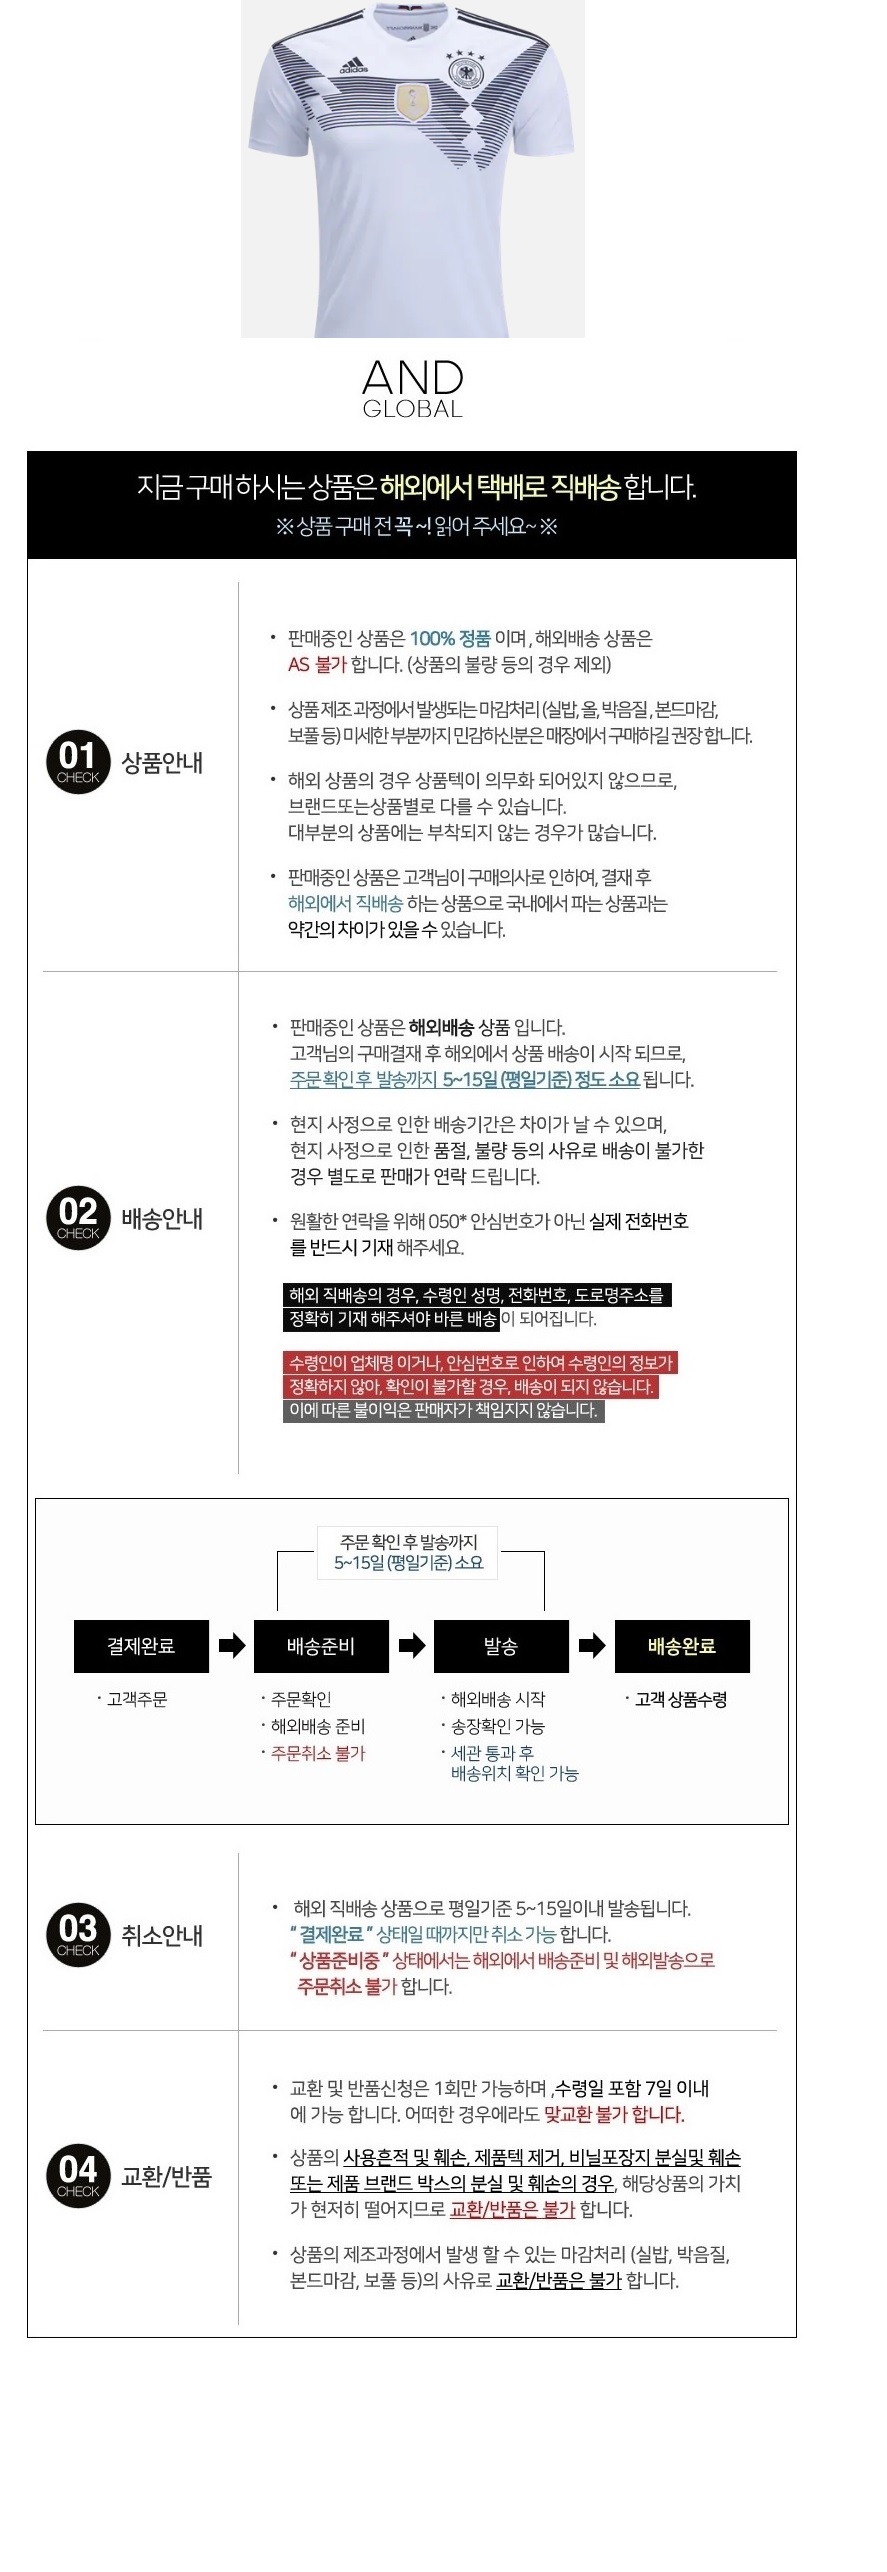 adidas
AND
GLOBAL
지금 구매 하시는 상품은 해외에서 택배로 직배송 합니다.
※ 상품 구매 전 꼭 ~! 읽어 주세요~ ※
01
CHECK
상품안내
• 판매중인 상품은 100% 정품 이며 , 해외배송 상품은
AS 불가 합니다. (상품의 불량 등의 경우 제외)
• 상품 제조 과정에서 발생되는 마감처리 (실밥, 올, 박음질 , 본드마감,
보풀 등) 미세한 부분까지 민감하신분은 매장에서 구매하길 권장 합니다.
• 해외 상품의 경우 상품텍이 의무화 되어있지 않으므로,
브랜드또는상품별로 다를 수 있습니다.
대부분의 상품에는 부착되지 않는 경우가 많습니다.
• 판매중인 상품은 고객님이 구매의사로 인하여, 결재 후
해외에서 직배송 하는 상품으로 국내에서 파는 상품과는
약간의 차이가 있을 수 있습니다.
02
CHECK
배송안내
• 판매중인 상품은 해외배송 상품 입니다.
고객님의 구매결재 후 해외에서 상품 배송이 시작 되므로,
주문 확인 후 발송까지 5~15일 (평일기준) 정도 소요 됩니다.
• 현지 사정으로 인한 배송기간은 차이가 날 수 있으며,
현지 사정으로 인한 품절, 불량 등의 사유로 배송이 불가한
경우 별도로 판매가 연락 드립니다.
• 원활한 연락을 위해 050* 안심번호가 아닌 실제 전화번호
를 반드시 기재 해주세요.
해외 직배송의 경우, 수령인 성명, 전화번호, 도로명주소를
정확히 기재 해주셔야 바른 배송이 되어집니다.
수령인이 업체명 이거나, 안심번호로 인하여 수령인의 정보가
정확하지 않아, 확인이 불가할 경우, 배송이 되지 않습니다.
이에 따른 불이익은 판매자가 책임지지 않습니다.
주문 확인 후 발송까지
5~15일 (평일기준) 소요
결제완료
배송준비
발송
배송완료
· 고객주문
· 주문확인
· 해외배송 준비
· 주문취소 불가
· 해외배송 시작
· 송장확인 가능
· 세관 통과 후
배송위치 확인 가능
· 고객 상품수령
03
CHECK
취소안내
• 해외 직배송 상품으로 평일기준 5~15일이내 발송됩니다.
" 결제완료 " 상태일 때까지만 취소 가능 합니다.
" 상품준비중 " 상태에서는 해외에서 배송준비 및 해외발송으로
주문취소 불가 합니다.
04
CHECK
교환/반품
• 교환 및 반품신청은 1회만 가능하며 ,수령일 포함 7일 이내
에 가능 합니다. 어떠한 경우에라도 맞교환 불가 합니다.
• 상품의 사용흔적 및 훼손, 제품텍 제거, 비닐포장지 분실및 훼손
또는 제품 브랜드 박스의 분실 및 훼손의 경우, 해당상품의 가치
가 현저히 떨어지므로 교환/반품은 불가 합니다.
• 상품의 제조과정에서 발생 할 수 있는 마감처리 (실밥, 박음질,
본드마감, 보풀 등)의 사유로 교환/반품은 불가 합니다.